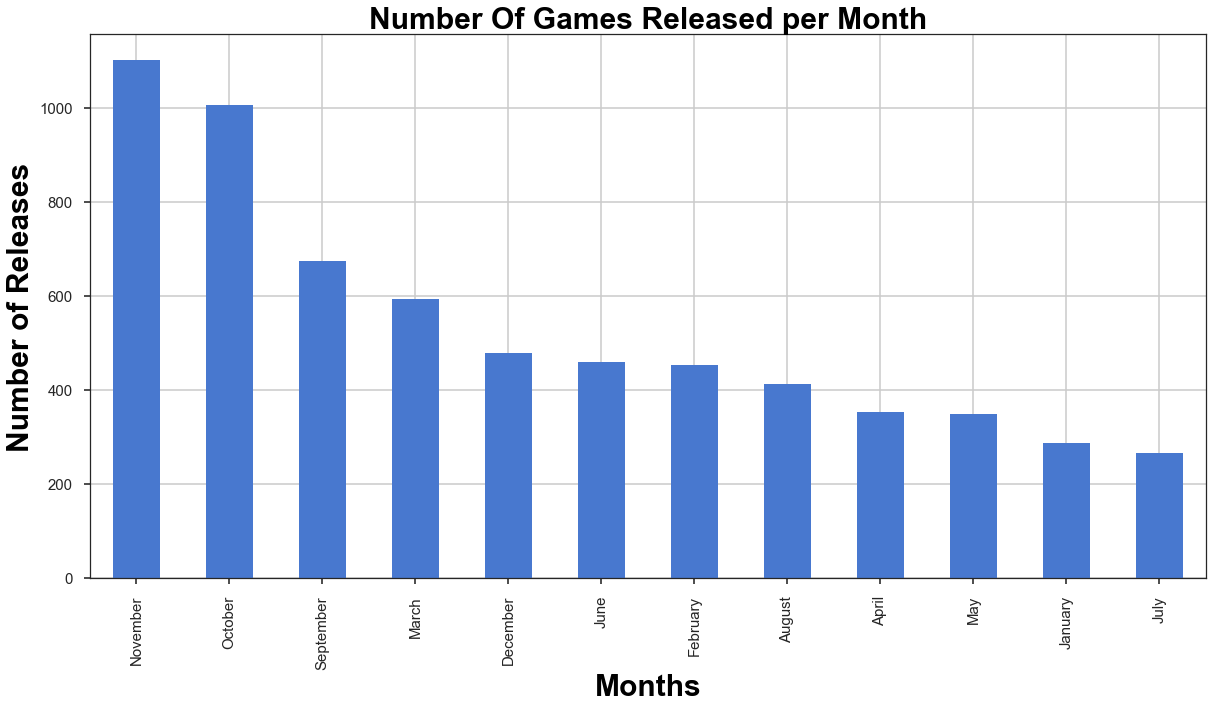 Number Of Games Released per Month
Number of Releases
1000
800
600
400
200
0
November
October
September
March
December
June
February
August
April
May
January
July
Months